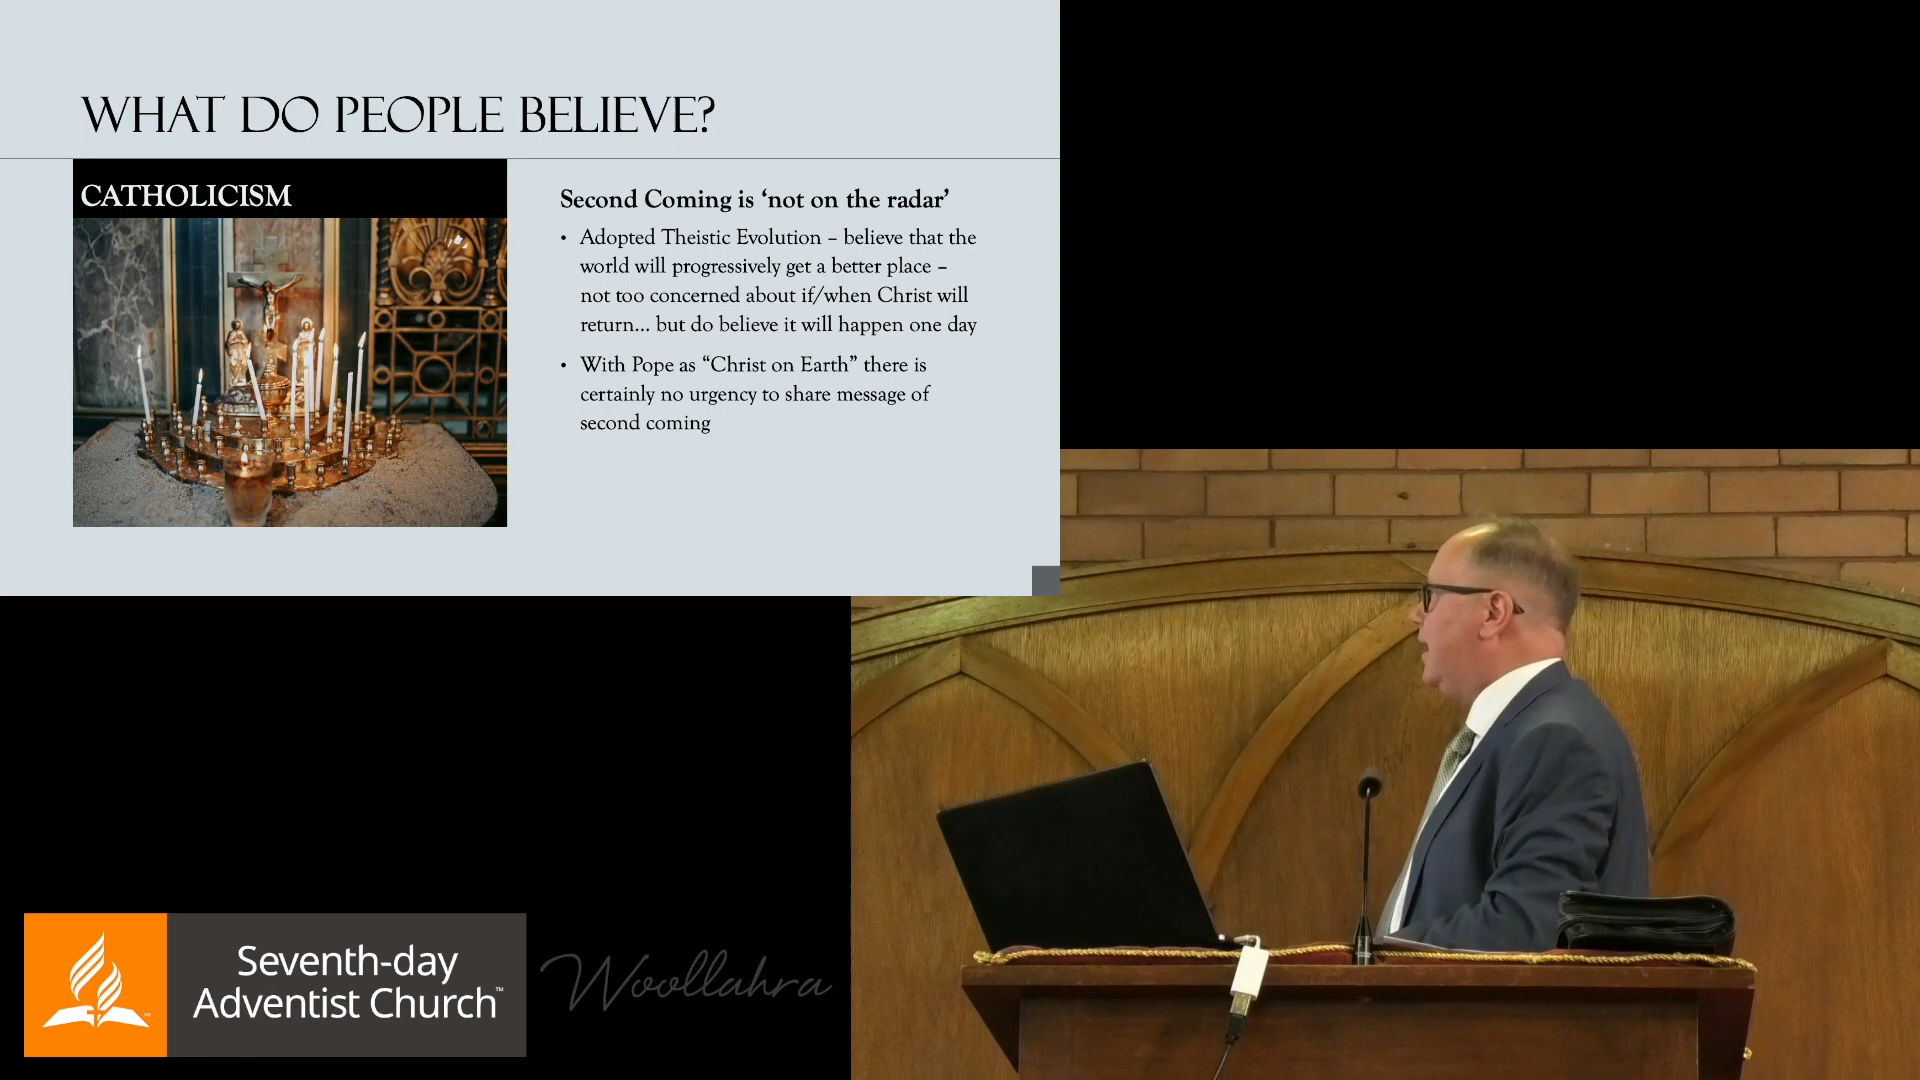 WHAT DO PEOPLE BELIEVE?
CATHOLICISM
Second Coming is ‘not on the radar’
• Adopted Theistic Evolution – believe that the
world will progressively get a better place –
not too concerned about if/when Christ will
return... but do believe it will happen one day
• With Pope as “Christ on Earth” there is
certainly no urgency to share message of
second coming
Seventh-day
Adventist Church™
Woollahra